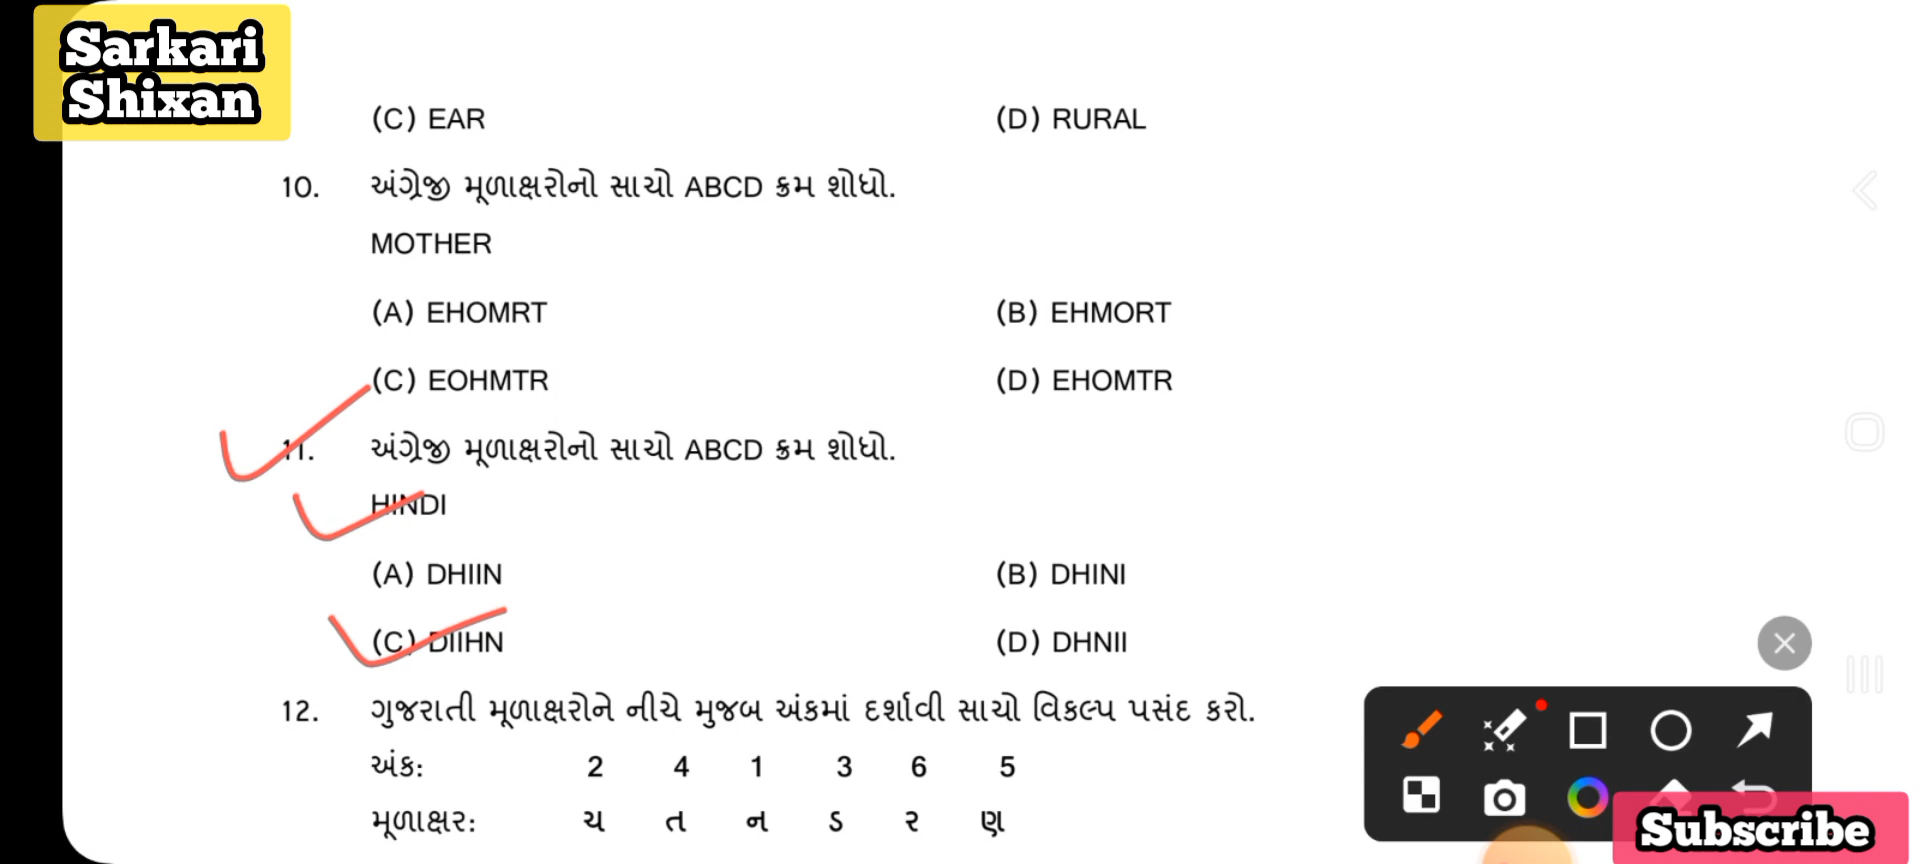 Sarkari
Shixan
(C) EAR (D) RURAL
10. અંગ્રેજી મૂળાક્ષરોનો સાચો ABCD ક્રમ શોધો.
MOTHER
(A) EHOMRT (B) EHMORT
(C) EOHMTR (D) EHOMTR
11. અંગ્રેજી મૂળાક્ષરોનો સાચો ABCD ક્રમ શોધો.
HINDI
(A) DHIIN (B) DHINI
(C) DIIHN (D) DHNII
12. ગુજરાતી મૂળાક્ષરોને નીચે મુજબ અંકમાં દર્શાવી સાચો વિકલ્પ પસંદ કરો.
અંક: 2 4 1 3 6 5
મૂળાક્ષર: ચ ત ન ડ ર ણ
Subscribe